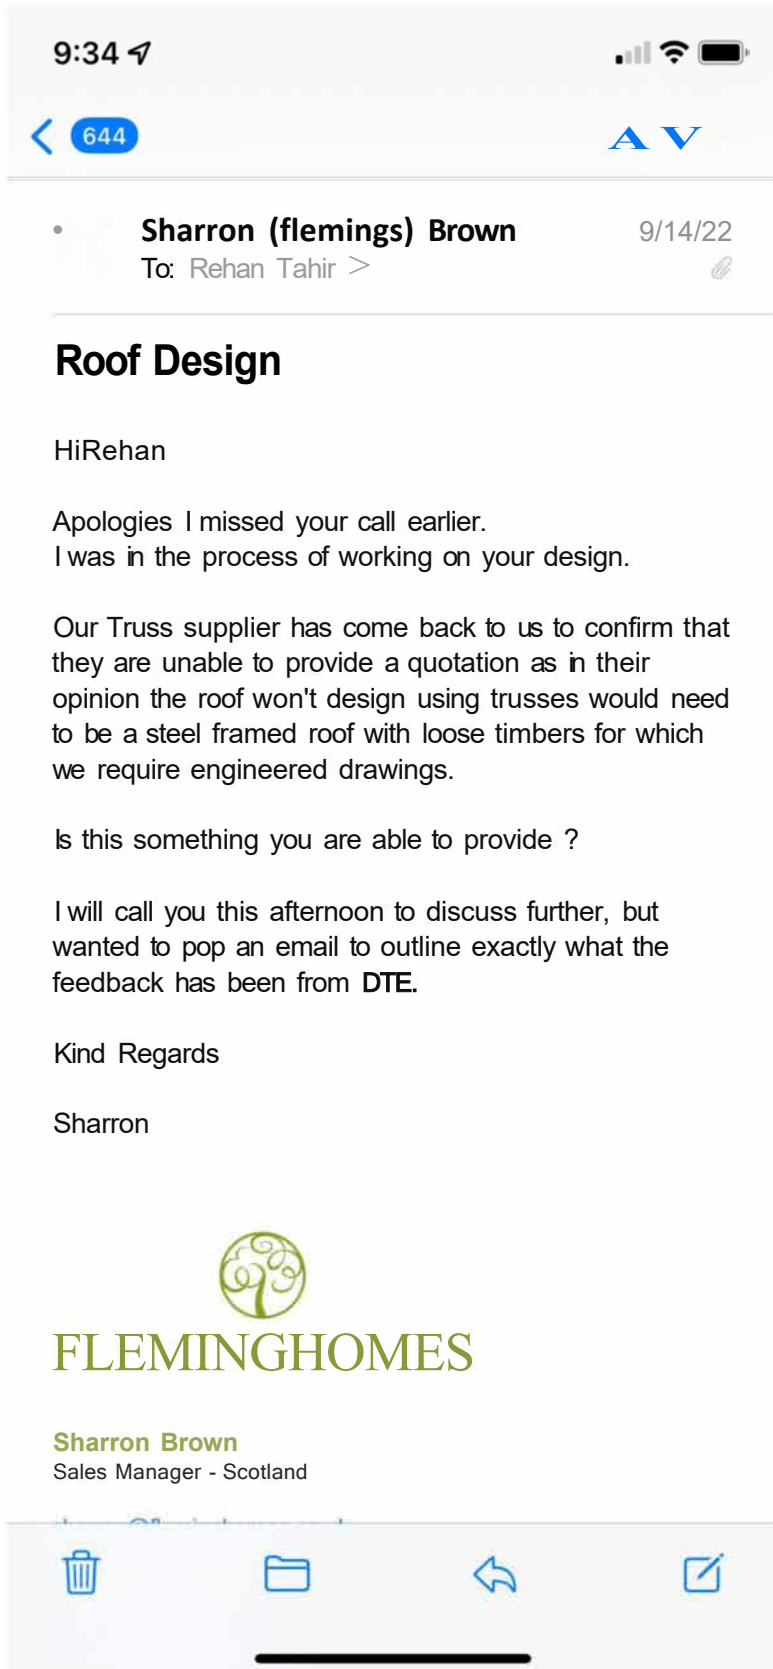 9:34
644
A V
Sharron (flemings) Brown 9/14/22
To: Rehan Tahir >
Roof Design
HiRehan
Apologies I missed your call earlier.
I was in the process of working on your design.
Our Truss supplier has come back to us to confirm that
they are unable to provide a quotation as in their
opinion the roof won't design using trusses would need
to be a steel framed roof with loose timbers for which
we require engineered drawings.
Is this something you are able to provide ?
I will call you this afternoon to discuss further, but
wanted to pop an email to outline exactly what the
feedback has been from DTE.
Kind Regards
Sharron
FLEMINGHOMES
Sharron Brown
Sales Manager - Scotland